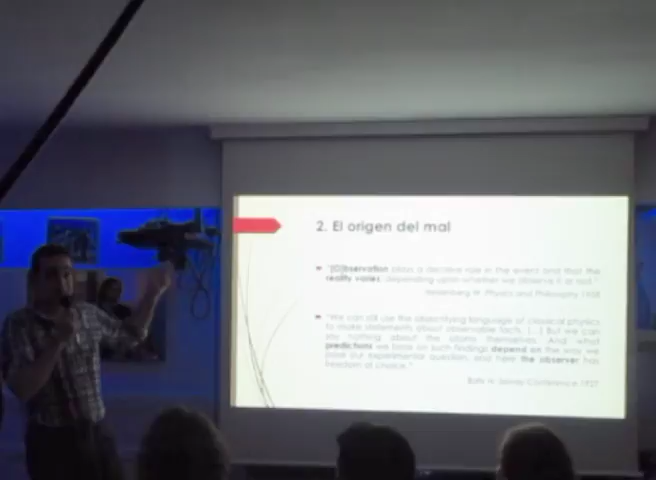 2. El origen del mal
"[O]bservation plays a decisive role in the event and that the
reality varies, depending upon whether we observe it or not."
Heisenberg W. Physics and Philosophy 1958
"We can still use the objectifying language of classical physics
to make statements about observable facts. [...] But we can
say nothing about the atoms themselves. And what
predictions we base on such findings depend on the way we
pose our experimental question, and here the observer has
freedom of choice."
Bohr N. Solvay Conference 1927